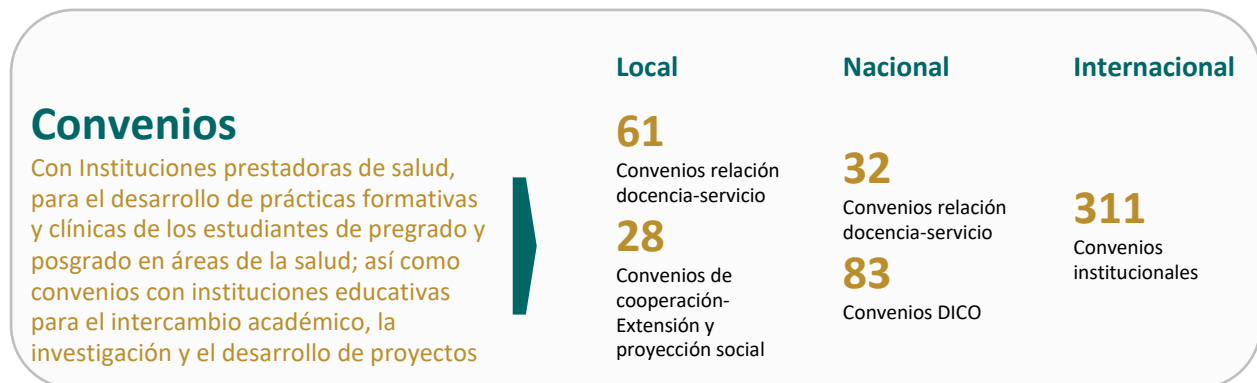 Convenios
Con Instituciones prestadoras de salud,
para el desarrollo de prácticas formativas
y clínicas de los estudiantes de pregrado y
posgrado en áreas de la salud; así como
convenios con instituciones educativas
para el intercambio académico, la
investigación y el desarrollo de proyectos
Local
61
Convenios relación
docencia-servicio
28
Convenios de
cooperación-
Extensión y
proyección social
Nacional
32
Convenios relación
docencia-servicio
83
Convenios DICO
Internacional
311
Convenios
institucionales